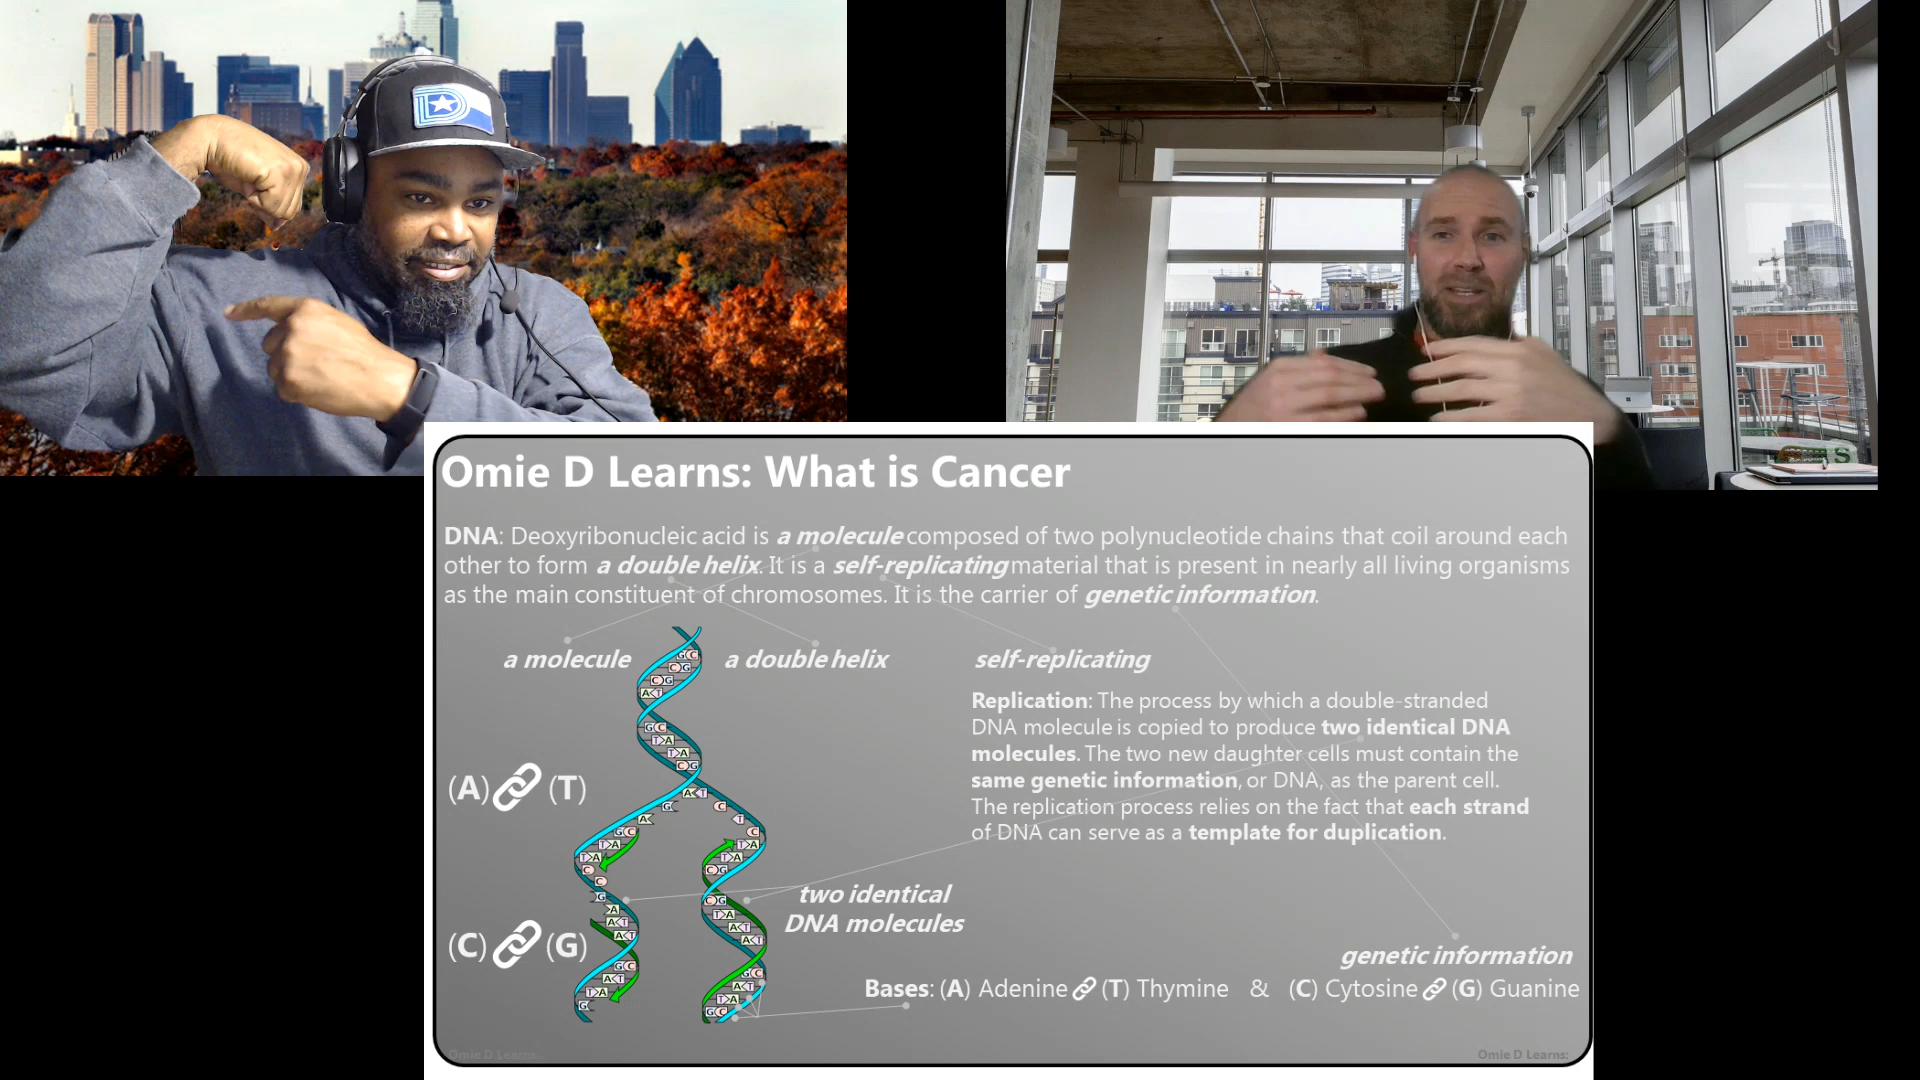 Omie D Learns: What is Cancer
DNA: Deoxyribonucleic acid is a molecule composed of two polynucleotide chains that coil around each
other to form a double helix. It is a self-replicating material that is present in nearly all living organisms
as the main constituent of chromosomes. It is the carrier of genetic information.
a molecule
a double helix
self-replicating
Replication: The process by which a double-stranded
DNA molecule is copied to produce two identical DNA
molecules. The two new daughter cells must contain the
same genetic information, or DNA, as the parent cell.
The replication process relies on the fact that each strand
of DNA can serve as a template for duplication.
(A) (T)
two identical
DNA molecules
(C) (G)
genetic information
Bases: (A) Adenine (T) Thymine & (C) Cytosine (G) Guanine
Omie D Learns:
Omie D Learns: